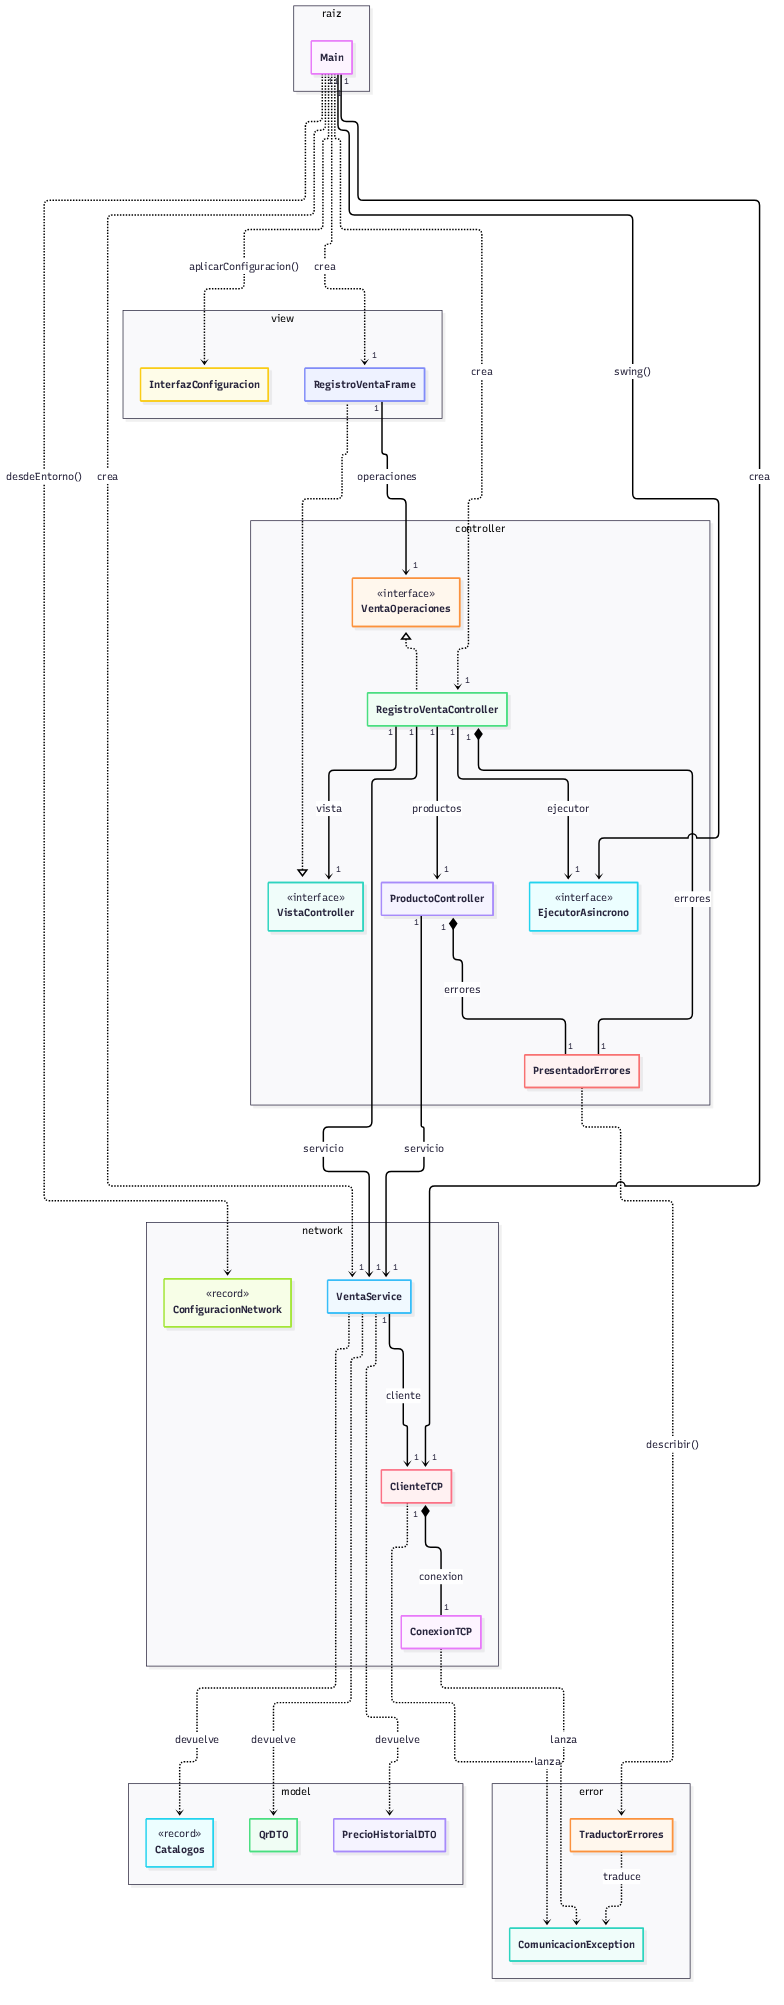 raiz
Main
1
1
1
1
aplicarConfiguracion()
crea
view
1
InterfazConfiguracion
RegistroVentaFrame
1
crea
swing()
desdeEntorno()
crea
operaciones
crea
controller
1
«interface»
VentaOperaciones
1
RegistroVentaController
1
1
1
1
1
vista
productos
ejecutor
1
1
1
«interface»
VistaController
ProductoController
«interface»
EjecutorAsincrono
errores
1
1
errores
1
1
PresentadorErrores
servicio
servicio
network
1
1
1
«record»
ConfiguracionNetwork
VentaService
1
cliente
describir()
1
1
ClienteTCP
1
conexion
1
ConexionTCP
devuelve
devuelve
devuelve
lanza
lanza
model
error
«record»
Catalogos
QrDTO
PrecioHistorialDTO
TraductorErrores
traduce
ComunicacionException